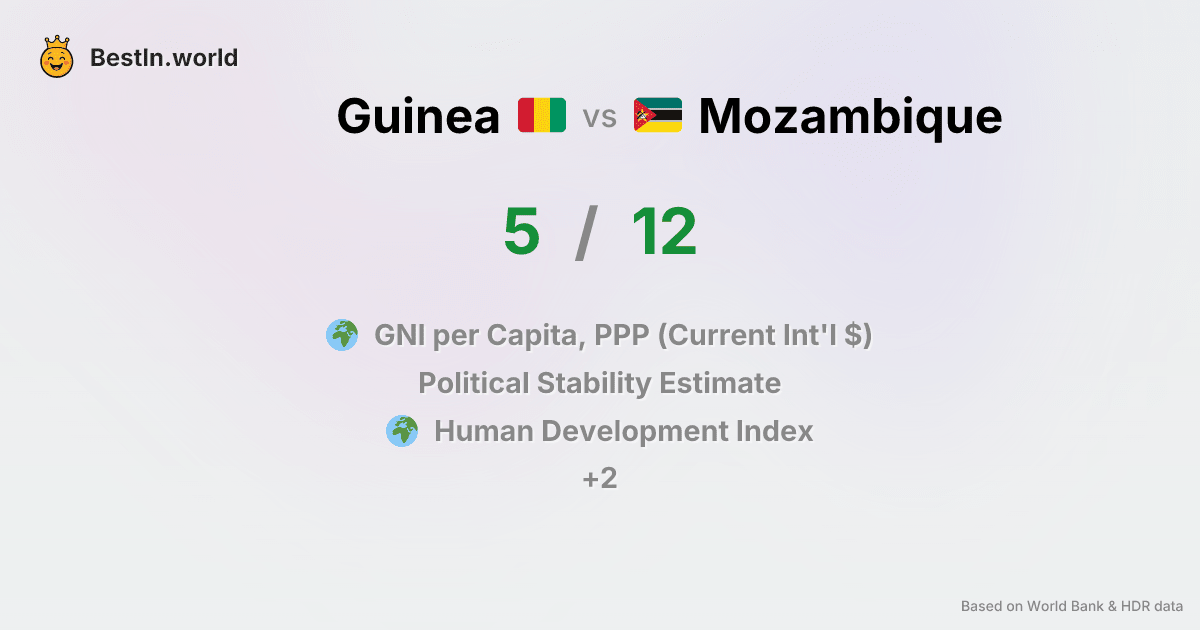 BestIn.world
Guinea vs Mozambique
5 / 12
GNI per Capita, PPP (Current Int'l $)
Political Stability Estimate
Human Development Index
+2
Based on World Bank & HDR data